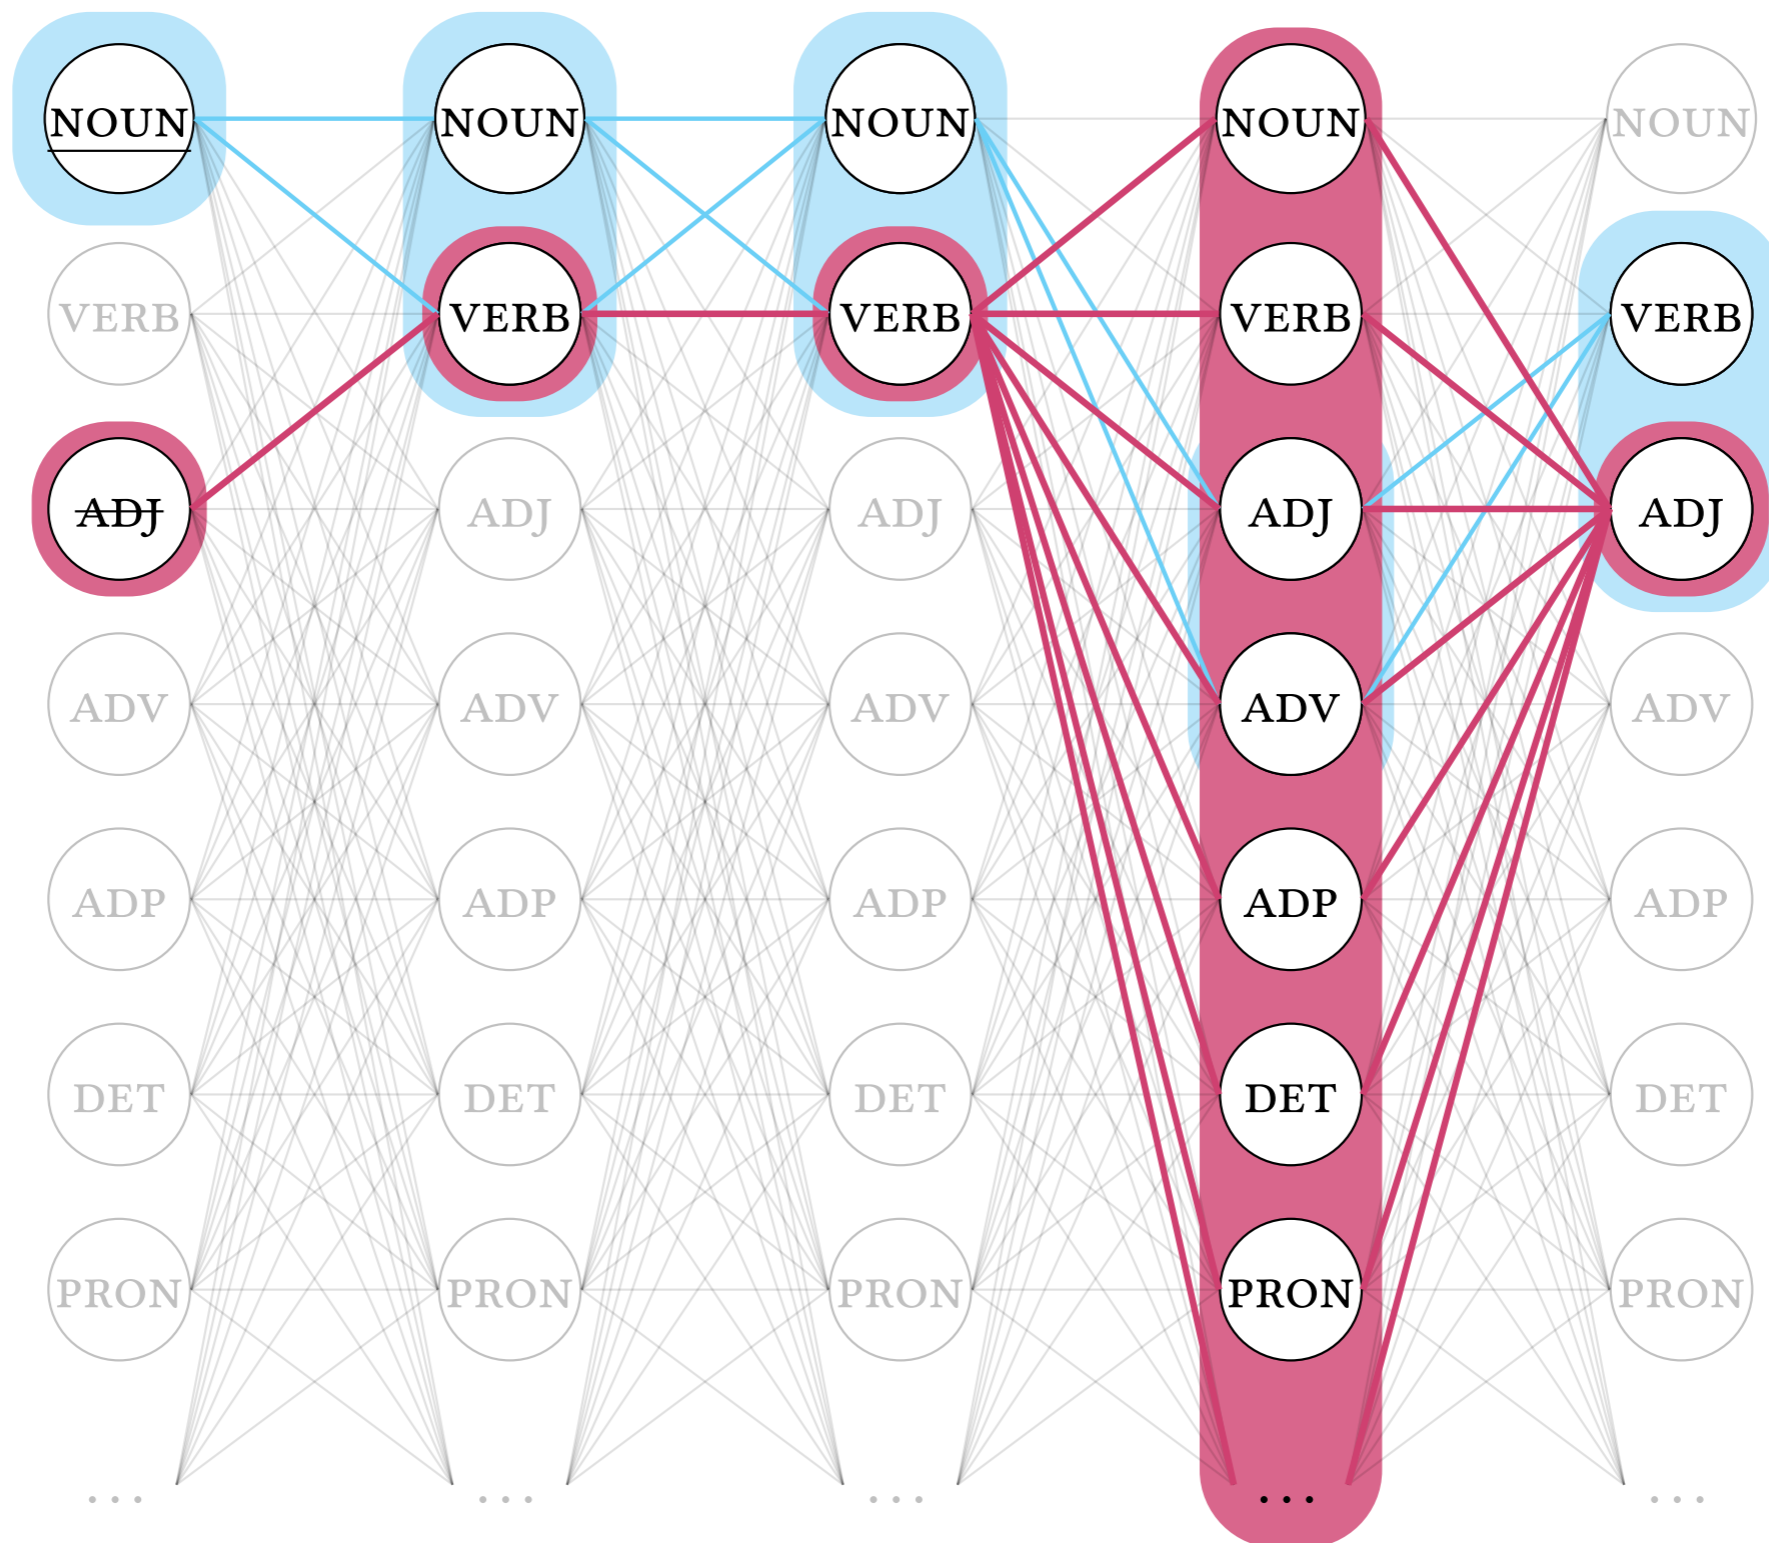 NOUN NOUN NOUN NOUN NOUN
VERB VERB VERB VERB VERB
ADJ ADJ ADJ ADJ ADJ
ADV ADV ADV ADV ADV
ADP ADP ADP ADP ADP
DET DET DET DET DET
PRON PRON PRON PRON PRON
... ... ... ... ...